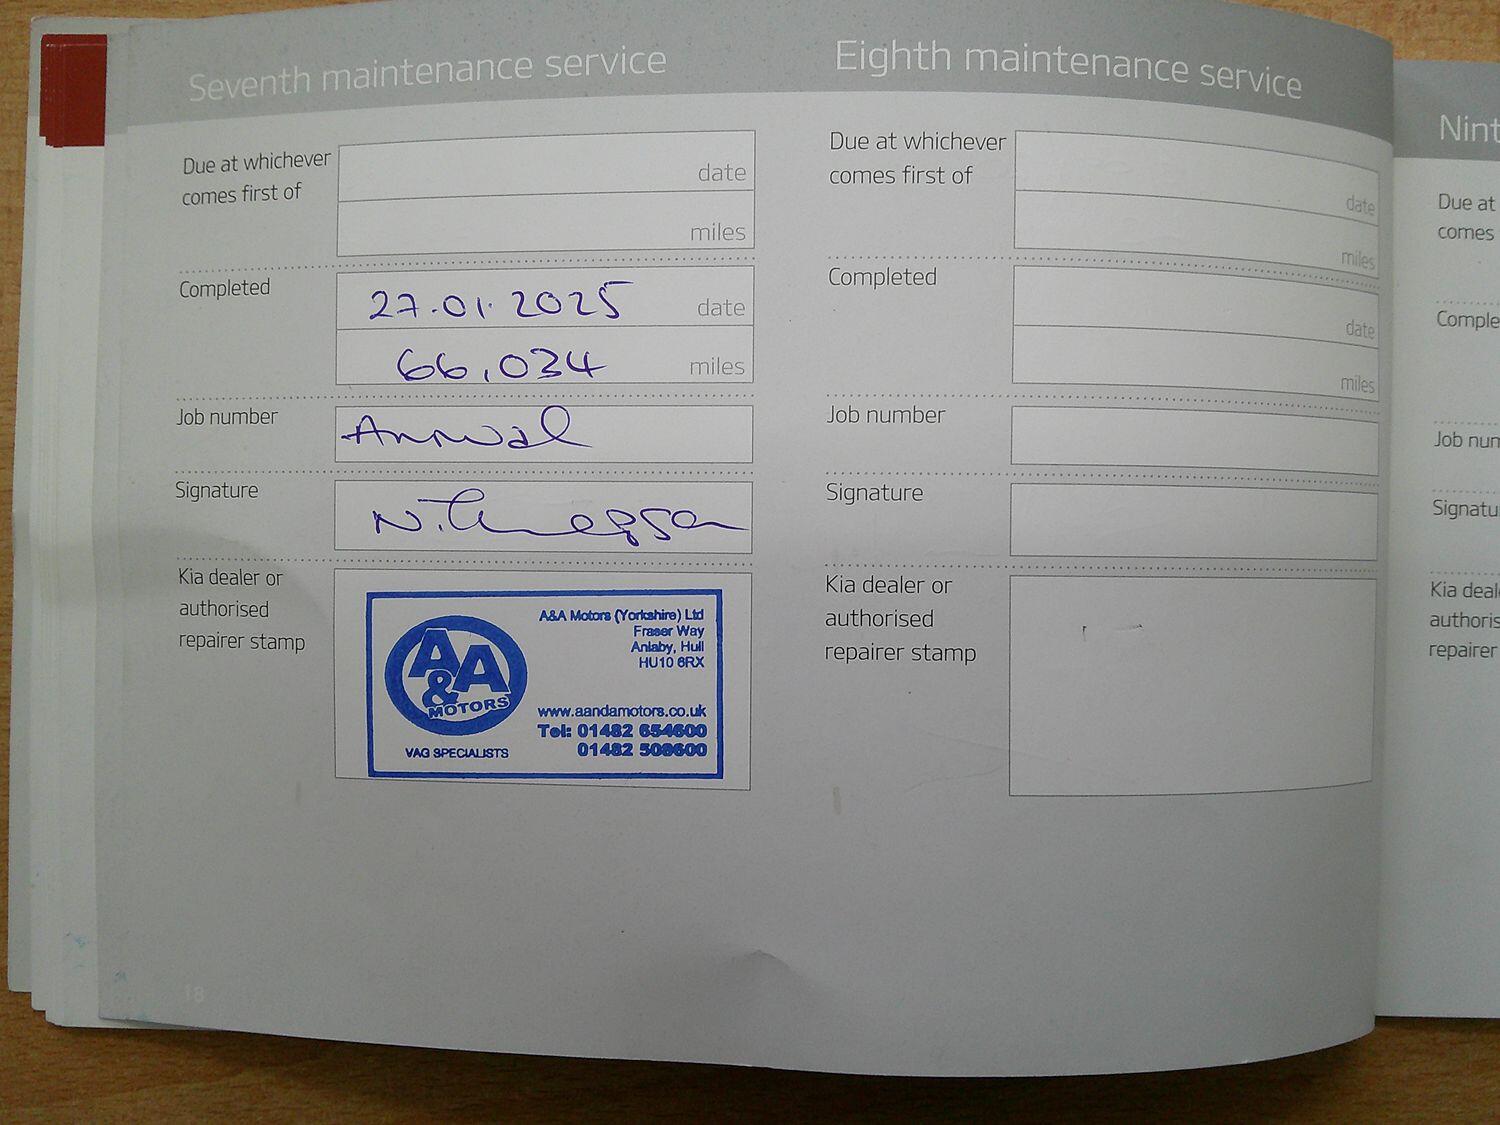 Seventh maintenance service
Due at whichever
comes first of
date
miles
Completed
27.01.2025 date
66,034 miles
Job number
Annual
Signature
Kia dealer or
authorised
repairer stamp
A&A
MOTORS
VAG SPECIALISTS
A&A Motors (Yorkshire) Ltd
Fraser Way
Anlaby, Hull
HU10 6RX
www.aandamotors.co.uk
Tel: 01482 654600
01482 508600
18
Eighth maintenance service
Due at whichever
comes first of
date
miles
Completed
date
miles
Job number
Signature
Kia dealer or
authorised
repairer stamp
Nint
Due at
comes
Comple
Job num
Signatu
Kia deal
authoris
repairer